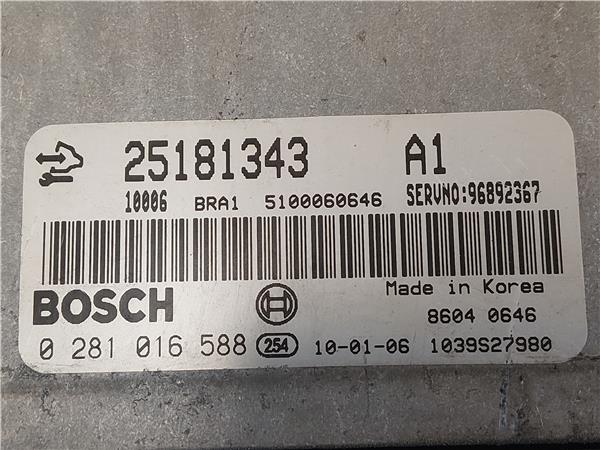 25181343 A1
10006 BRA1 5100060646 SERVNO:96892367
BOSCH Made in Korea
8604 0646
0 281 016 588 254 10-01-06 1039S27980